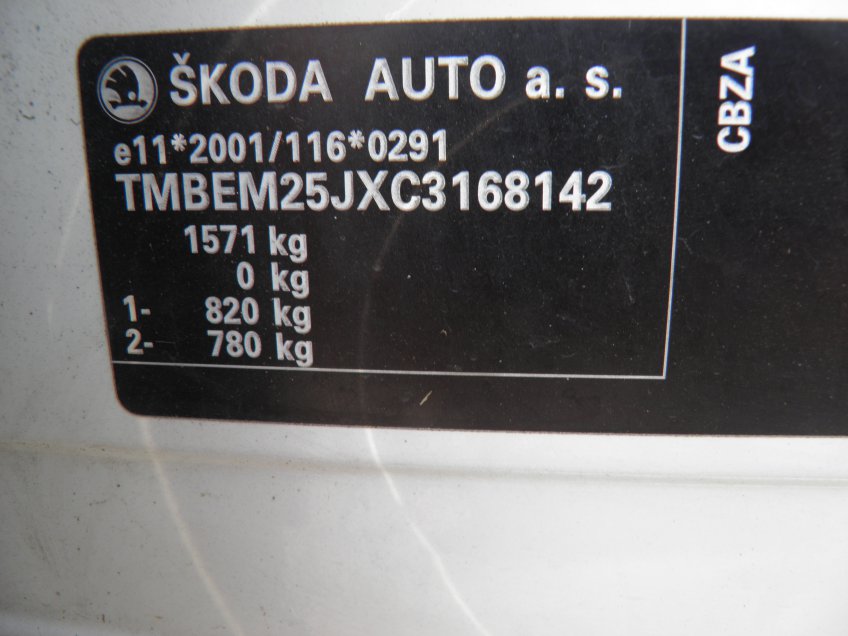 ŠKODA AUTO a. s.
e11*2001/116*0291
TMBEM25JXC3168142
1571 kg
0 kg
1- 820 kg
2- 780 kg
CBZA